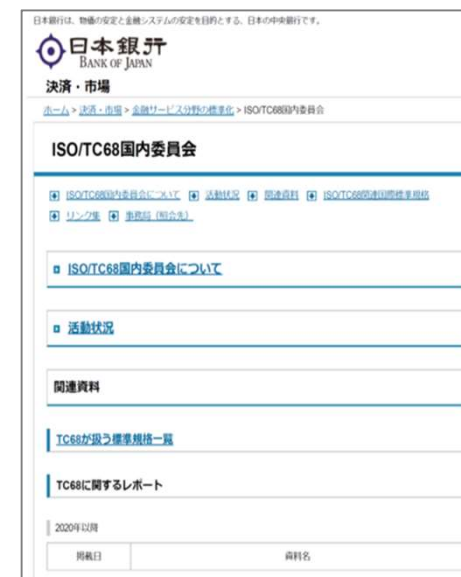 日本銀行は、物価の安定と金融システムの安定を目的とする、日本の中央銀行です。
日本銀行
BANK OF JAPAN
決済・市場
ホーム > 決済・市場 > 金融サービス分野の標準化 > ISO/TC68国内委員会
ISO/TC68国内委員会
ISO/TC68国内委員会について 活動状況 関連資料 ISO/TC68関連国際標準規格
リンク集 事務局（照会先）
ISO/TC68国内委員会について
活動状況
関連資料
TC68が扱う標準規格一覧
TC68に関するレポート
2020年以降
掲載日 資料名